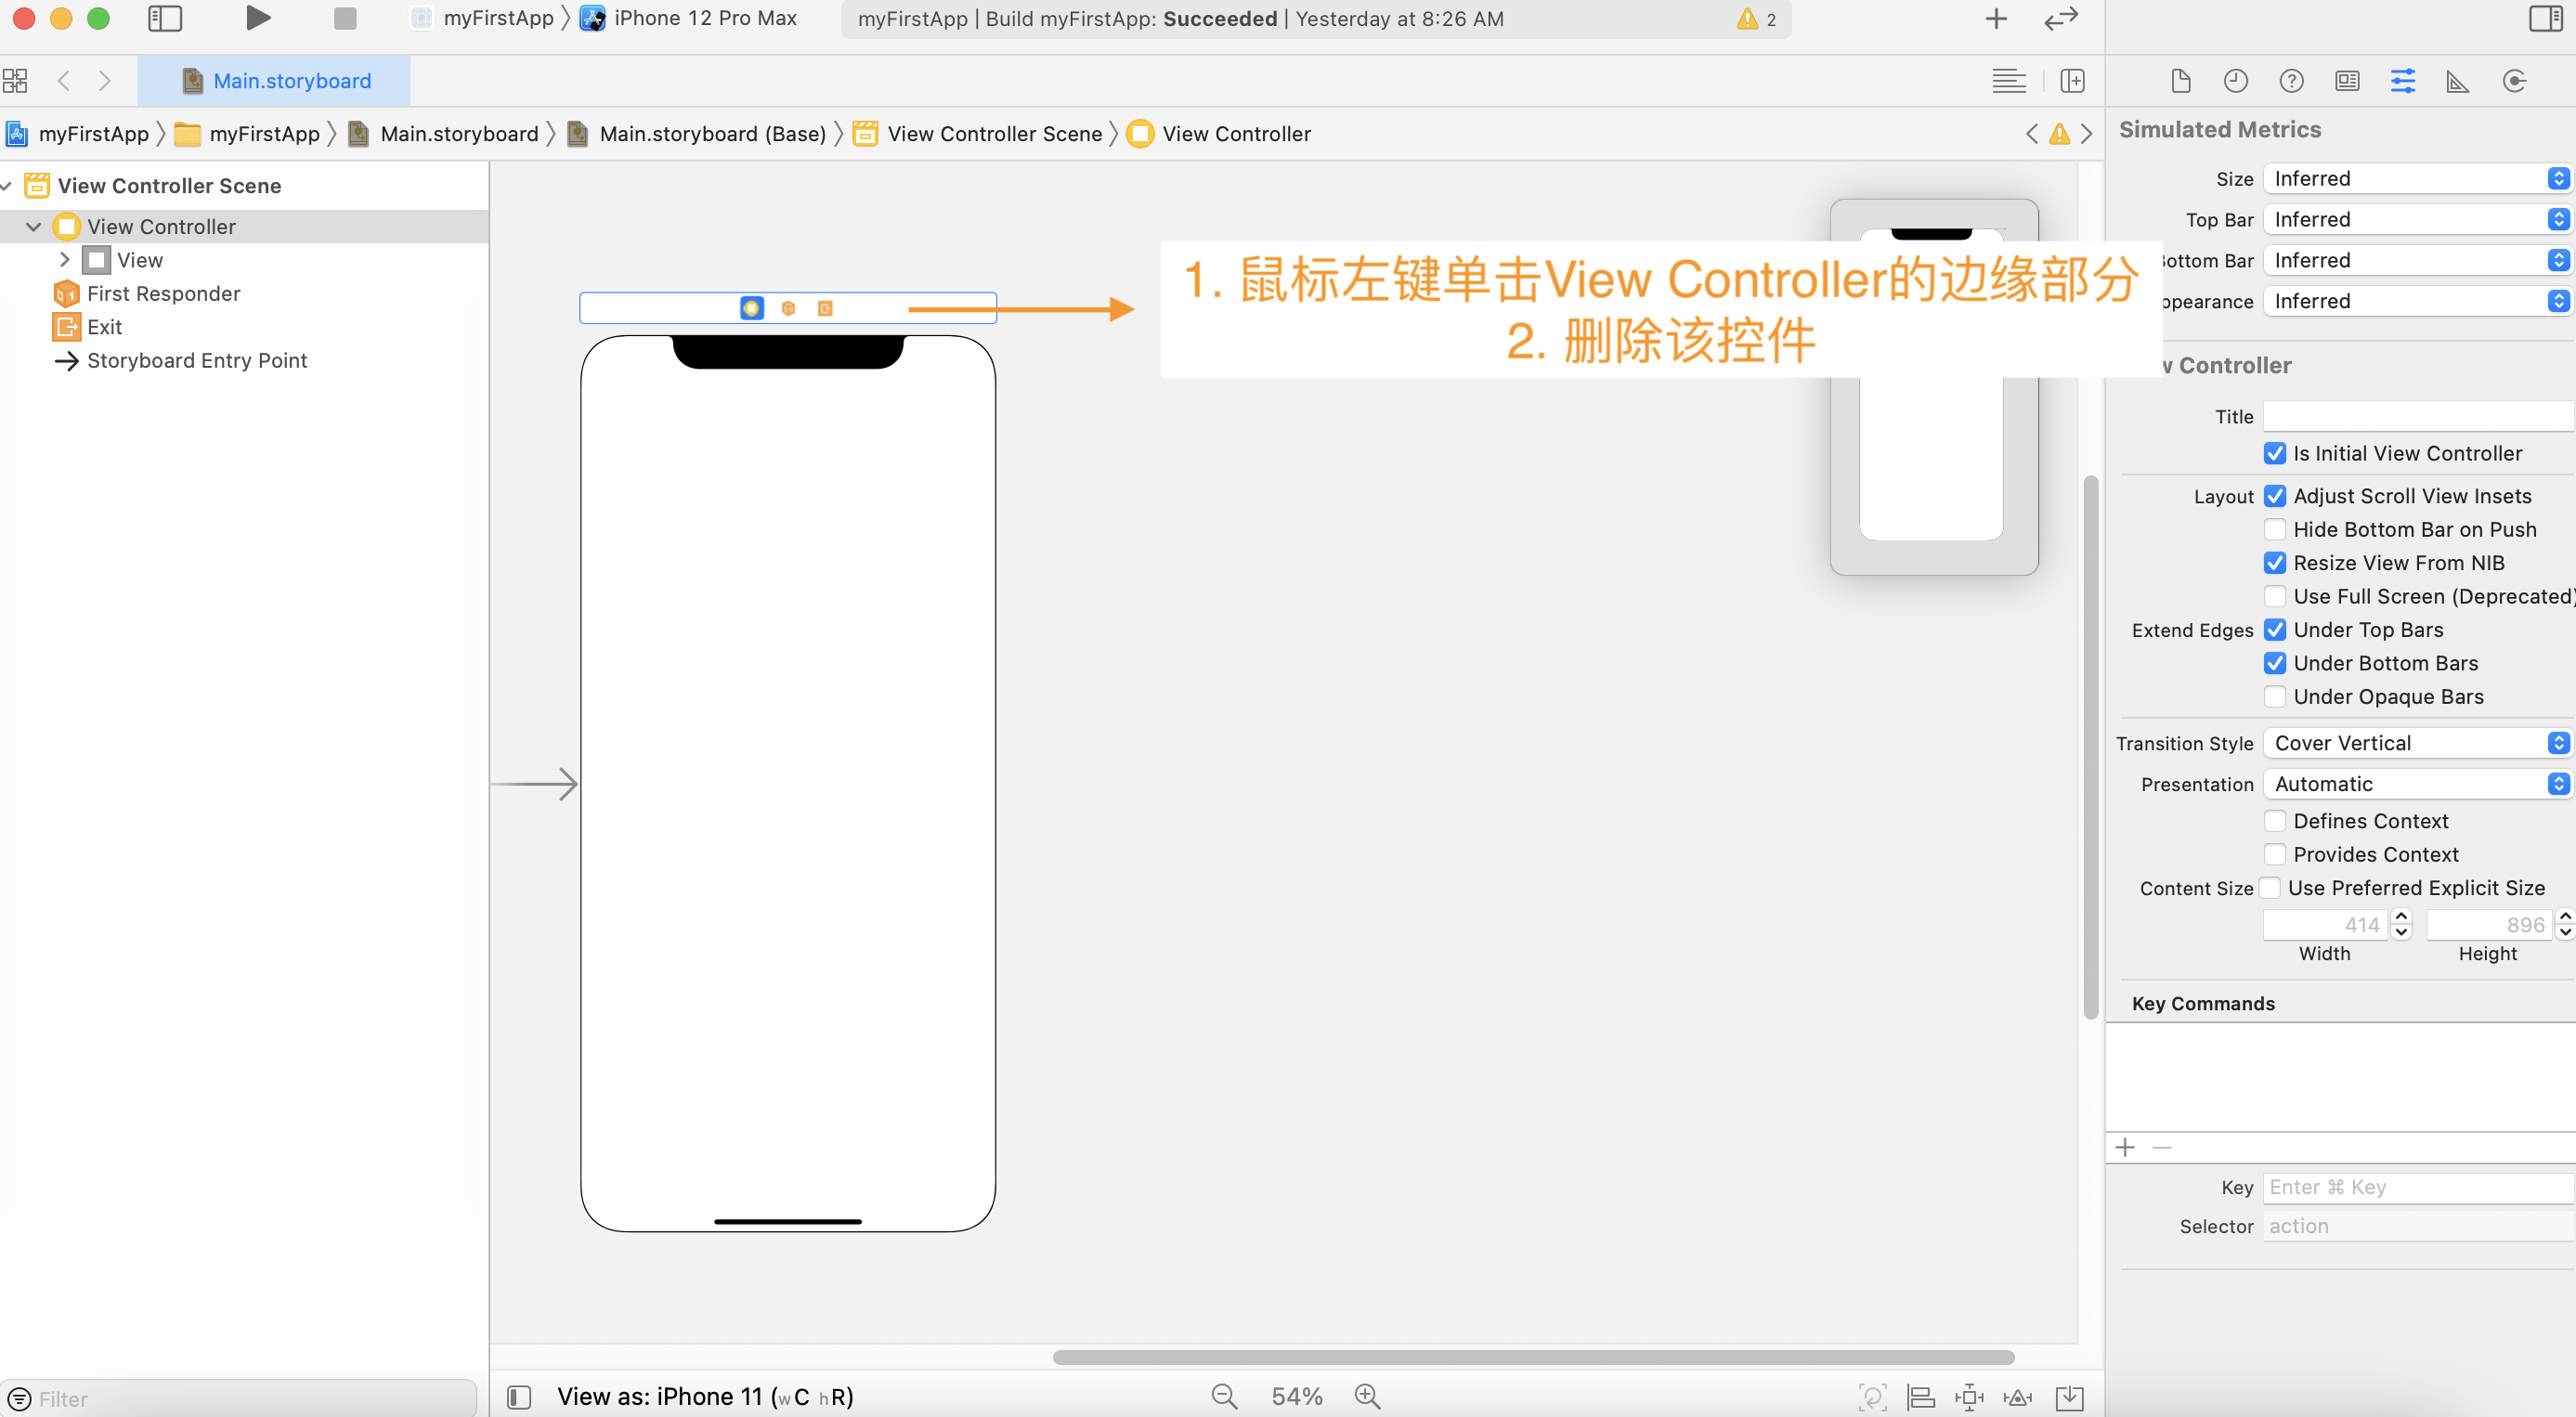 myFirstApp
iPhone 12 Pro Max
myFirstApp | Build myFirstApp: Succeeded | Yesterday at 8:26 AM
2
Main.storyboard
myFirstApp
myFirstApp
Main.storyboard
Main.storyboard (Base)
View Controller Scene
View Controller
View Controller Scene
View Controller
View
First Responder
Exit
Storyboard Entry Point
1. 鼠标左键单击View Controller的边缘部分
2. 删除该控件
View as: iPhone 11 (wC hR)
54%
Filter
Simulated Metrics
Size Inferred
Top Bar Inferred
Bar Inferred
Inferred
Controller
Title
Is Initial View Controller
Layout Adjust Scroll View Insets
Hide Bottom Bar on Push
Resize View From NIB
Use Full Screen (Deprecated)
Extend Edges Under Top Bars
Under Bottom Bars
Under Opaque Bars
Transition Style Cover Vertical
Presentation Automatic
Defines Context
Provides Context
Content Size Use Preferred Explicit Size
414 896
Width Height
Key Commands
Key Enter ⌘ Key
Selector action